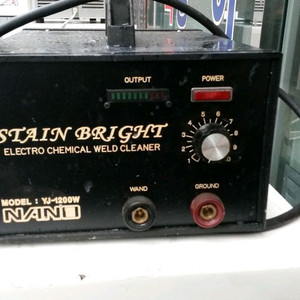 OUTPUT
POWER
STAIN BRIGHT
ELECTRO CHEMICAL WELD CLEANER
WAND
GROUND
MODEL : YJ-1200W
NANO